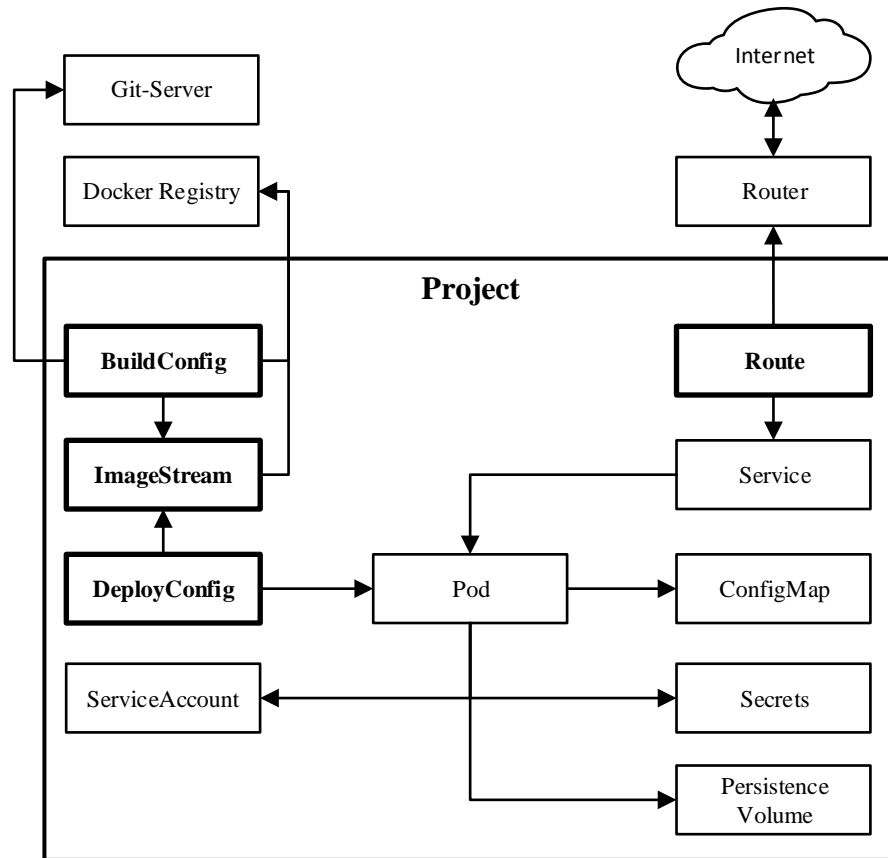 Internet
Git-Server
Docker Registry
Router
Project
BuildConfig
Route
ImageStream
Service
DeployConfig
Pod
ConfigMap
ServiceAccount
Secrets
Persistence
Volume